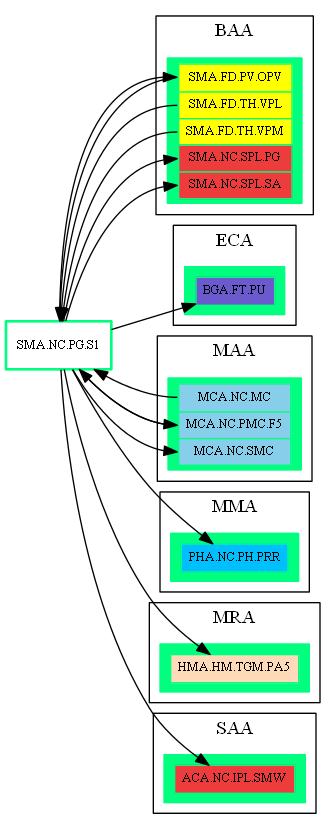 BAA
SMA.FD.PV.OPV
SMA.FD.TH.VPL
SMA.FD.TH.VPM
SMA.NC.SPL.PG
SMA.NC.SPL.SA
ECA
BGA.FT.PU
SMA.NC.PG.S1
MAA
MCA.NC.MC
MCA.NC.PMC.F5
MCA.NC.SMC
MMA
PHA.NC.PH.PRR
MRA
HMA.HM.TGM.PA5
SAA
ACA.NC.IPL.SMW